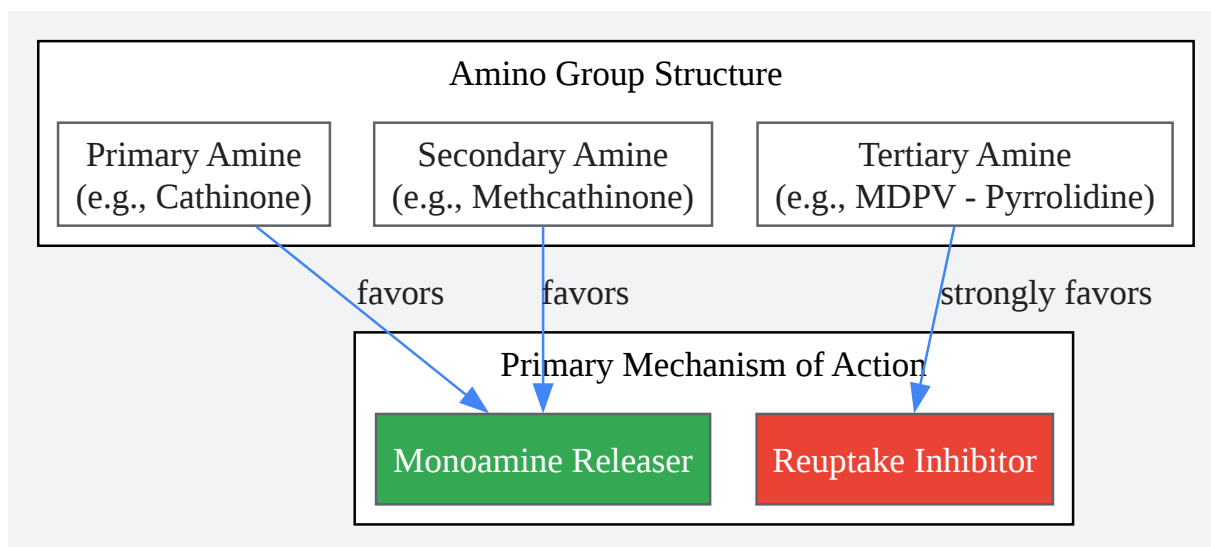 Amino Group Structure
Primary Amine
(e.g., Cathinone)
Secondary Amine
(e.g., Methcathinone)
Tertiary Amine
(e.g., MDPV - Pyrrolidine)
favors
favors
strongly favors
Primary Mechanism of Action
Monoamine Releaser
Reuptake Inhibitor